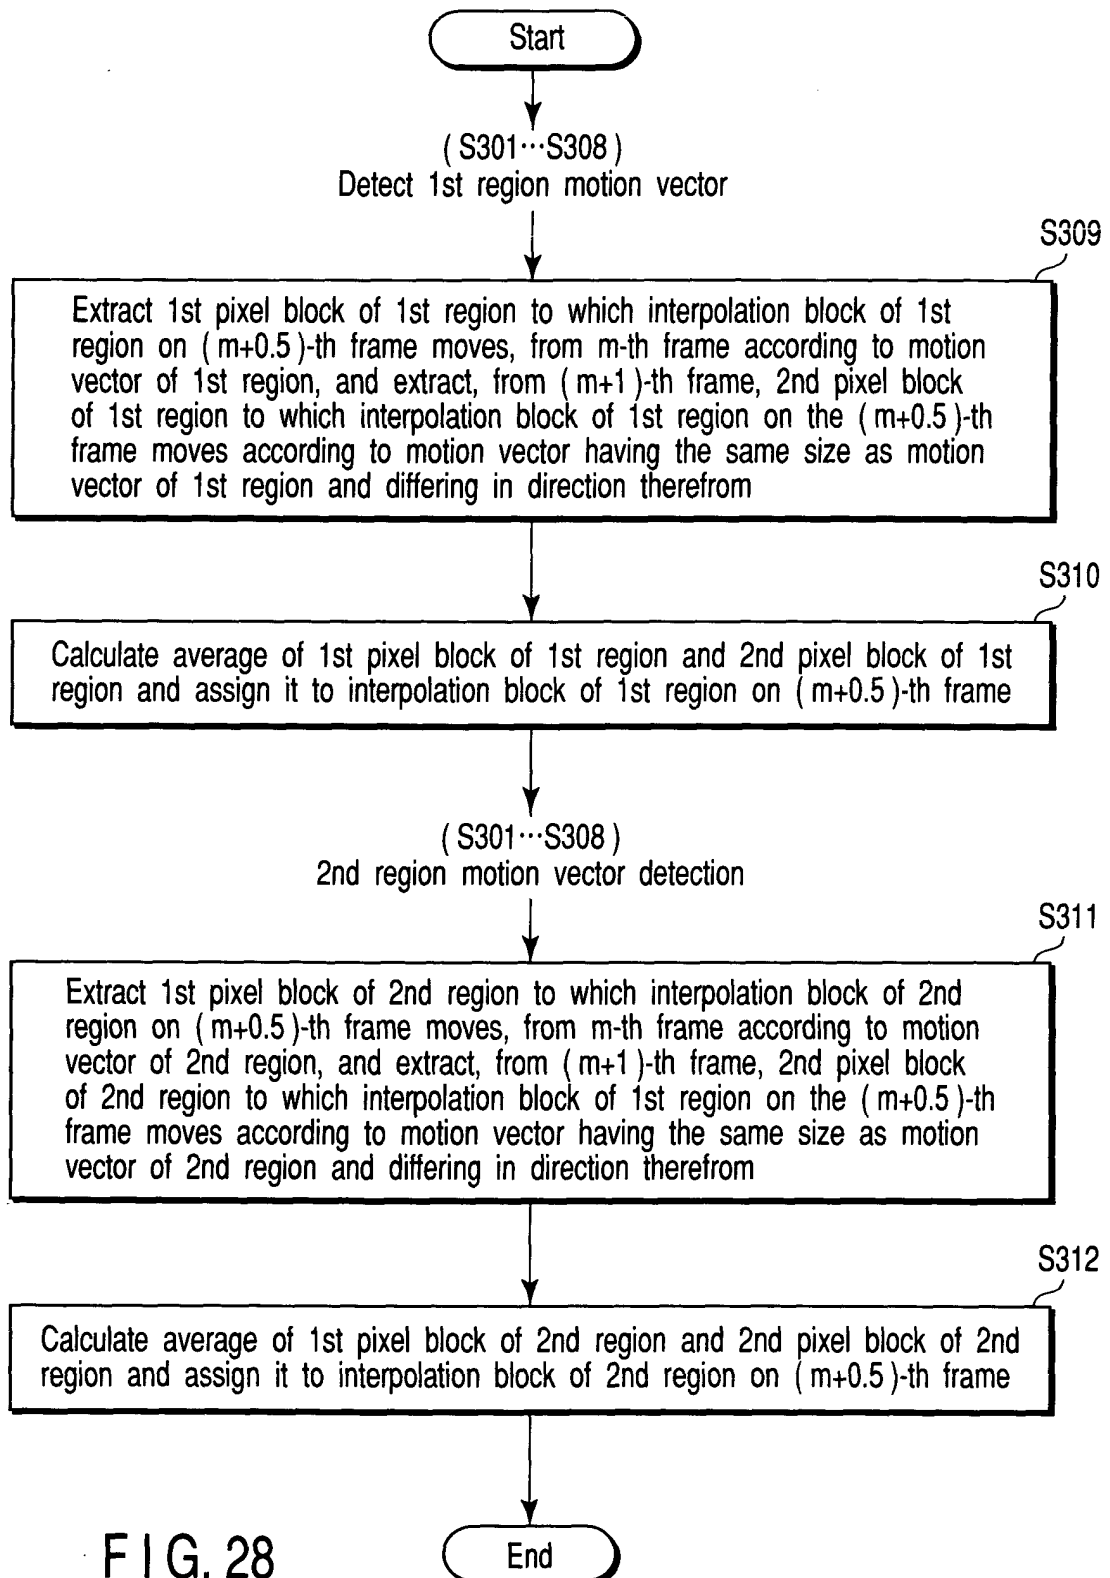 Start
(S301···S308)
Detect 1st region motion vector
S309
Extract 1st pixel block of 1st region to which interpolation block of 1st
region on (m+0.5)-th frame moves, from m-th frame according to motion
vector of 1st region, and extract, from (m+1)-th frame, 2nd pixel block
of 1st region to which interpolation block of 1st region on the (m+0.5)-th
frame moves according to motion vector having the same size as motion
vector of 1st region and differing in direction therefrom
S310
Calculate average of 1st pixel block of 1st region and 2nd pixel block of 1st
region and assign it to interpolation block of 1st region on (m+0.5)-th frame
(S301···S308)
2nd region motion vector detection
S311
Extract 1st pixel block of 2nd region to which interpolation block of 2nd
region on (m+0.5)-th frame moves, from m-th frame according to motion
vector of 2nd region, and extract, from (m+1)-th frame, 2nd pixel block
of 2nd region to which interpolation block of 1st region on the (m+0.5)-th
frame moves according to motion vector having the same size as motion
vector of 2nd region and differing in direction therefrom
S312
Calculate average of 1st pixel block of 2nd region and 2nd pixel block of 2nd
region and assign it to interpolation block of 2nd region on (m+0.5)-th frame
End
FIG. 28